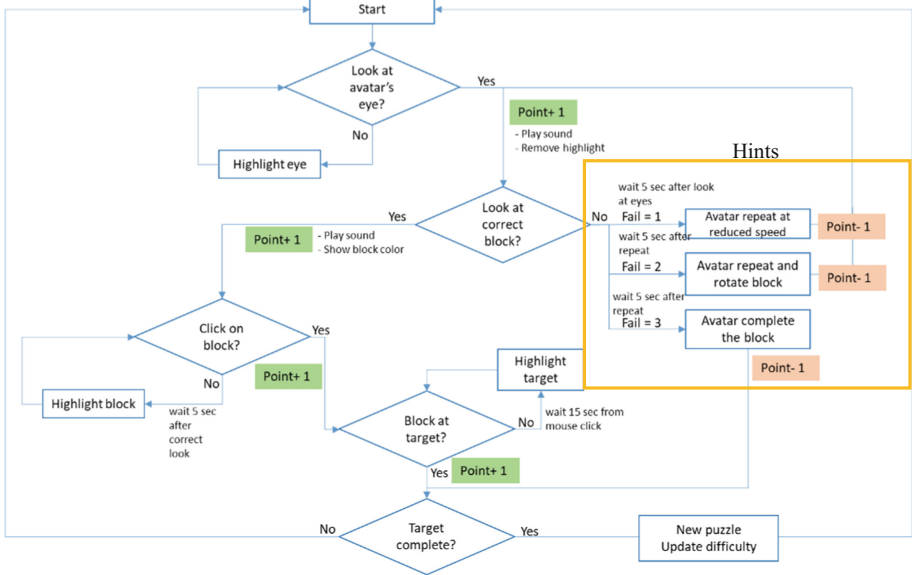 Start
Look at
avatar's
eye?
Yes
No
Highlight eye
Point+ 1
- Play sound
- Remove highlight
Hints
Look at
correct
block?
Yes
No
Point+ 1
- Play sound
- Show block color
wait 5 sec after look
at eyes
Fail = 1
Avatar repeat at
reduced speed
Point- 1
wait 5 sec after
repeat
Fail = 2
Avatar repeat and
rotate block
Point- 1
wait 5 sec after
repeat
Fail = 3
Avatar complete
the block
Point- 1
Click on
block?
Yes
No
Point+ 1
Highlight block
wait 5 sec
after
correct
look
Highlight
target
Block at
target?
No
wait 15 sec from
mouse click
Yes
Point+ 1
Target
complete?
No
Yes
New puzzle
Update difficulty